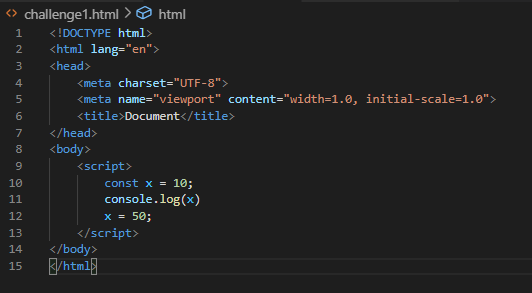 challenge1.html > html
1 <!DOCTYPE html>
2 <html lang="en">
3 <head>
4     <meta charset="UTF-8">
5     <meta name="viewport" content="width=1.0, initial-scale=1.0">
6     <title>Document</title>
7 </head>
8 <body>
9     <script>
10         const x = 10;
11         console.log(x)
12         x = 50;
13     </script>
14 </body>
15 </html>